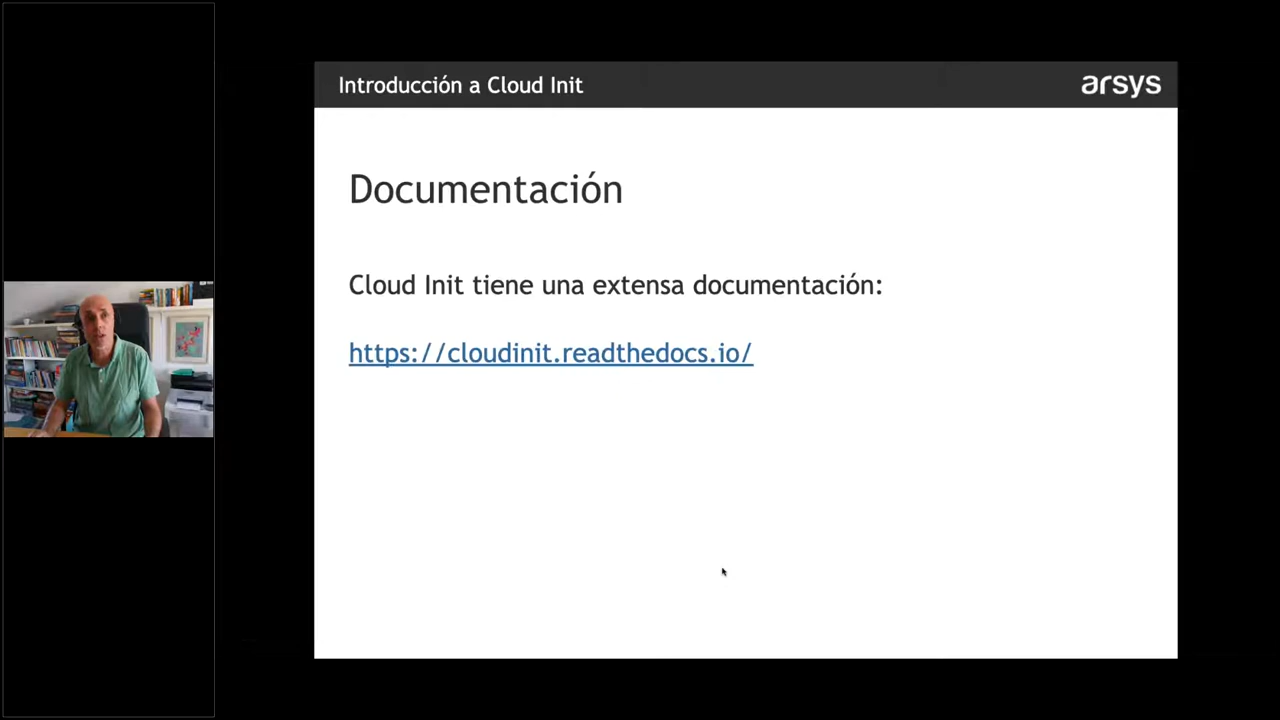 Introducción a Cloud Init
arsys
Documentación
Cloud Init tiene una extensa documentación:
https://cloudinit.readthedocs.io/